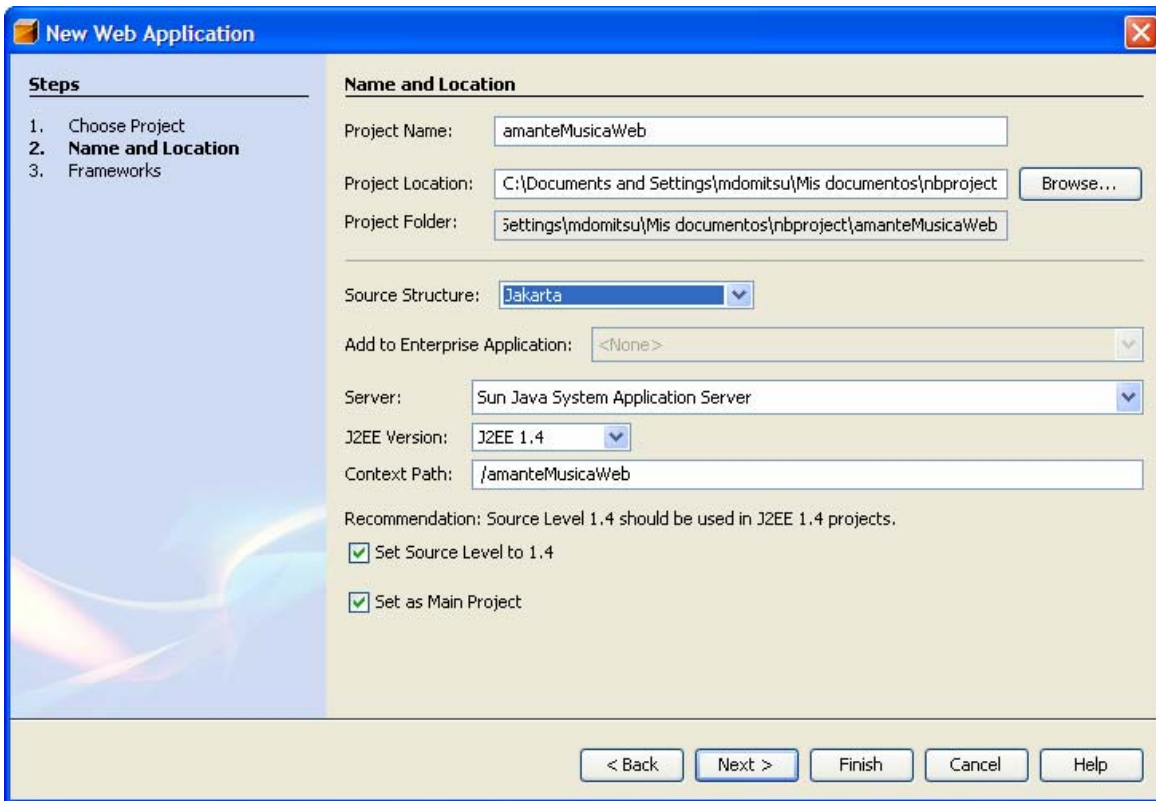 New Web Application
Steps
1. Choose Project
2. Name and Location
3. Frameworks
Name and Location
Project Name: amanteMusicaWeb
Project Location: C:\Documents and Settings\mdomitsu\Mis documentos\nbproject Browse...
Project Folder: Settings\mdomitsu\Mis documentos\nbproject\amanteMusicaWeb
Source Structure: Jakarta
Add to Enterprise Application: <None>
Server: Sun Java System Application Server
J2EE Version: J2EE 1.4
Context Path: /amanteMusicaWeb
Recommendation: Source Level 1.4 should be used in J2EE 1.4 projects.
Set Source Level to 1.4
Set as Main Project
< Back Next > Finish Cancel Help